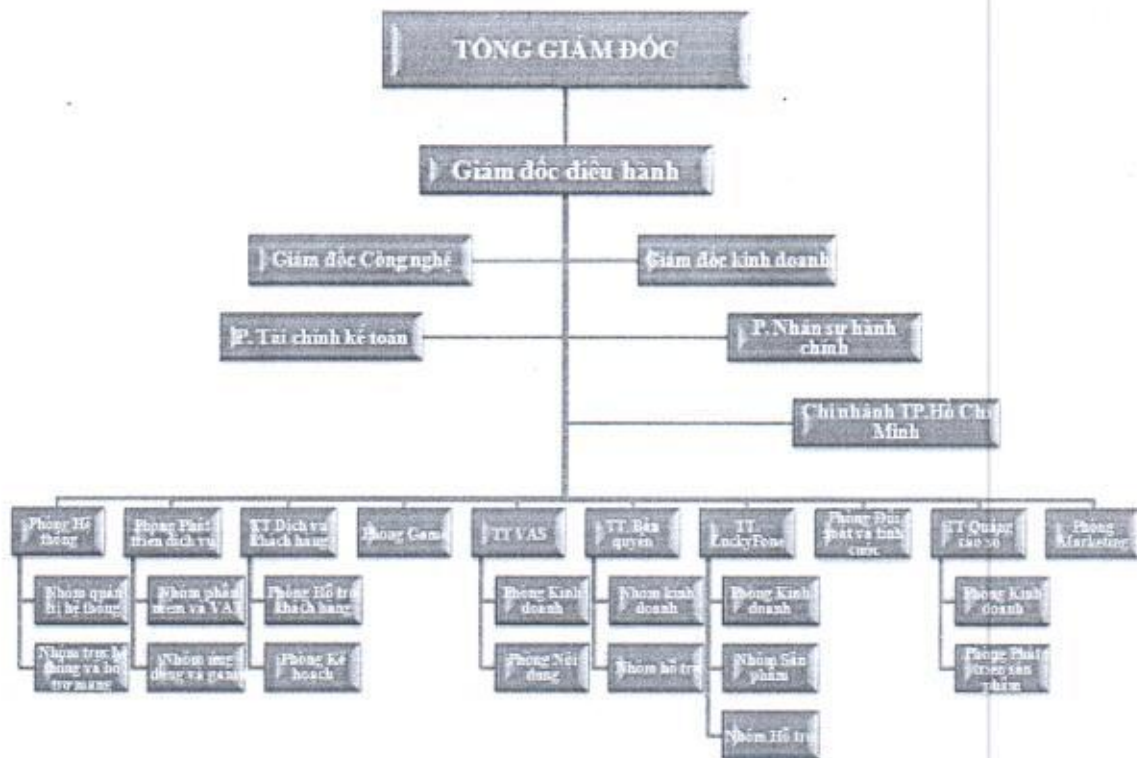 TỔNG GIÁM ĐỐC
Giám đốc điều hành
Giám đốc Công nghệ
Giám đốc kinh doanh
P. Tài chính kế toán
P. Nhân sự hành
chính
Chi nhánh TP.Hồ Chí
Minh
Phòng Hệ
thống
Phòng Phát
triển dịch vụ
TT Dịch vụ
khách hàng
Phòng Game
TT VAS
TT. Bản
quyền
TT.
LuckyFone
Phòng Đối
soát và tính
cước
TT Quảng
cáo số
Phòng
Marketing
Nhóm quản
trị hệ thống
Nhóm phần
mềm và VAS
Phòng Hỗ trợ
khách hàng
Phòng Kinh
doanh
Nhóm kinh
doanh
Phòng Kinh
doanh
Phòng Kinh
doanh
Nhóm trực hệ
thống và hỗ
trợ mạng
Nhóm ứng
dụng và game
Phòng Kế
hoạch
Phòng Nội
dung
Nhóm hỗ trợ
Nhóm Sản
phẩm
Phòng Phát
triển sản
phẩm
Nhóm Hỗ trợ